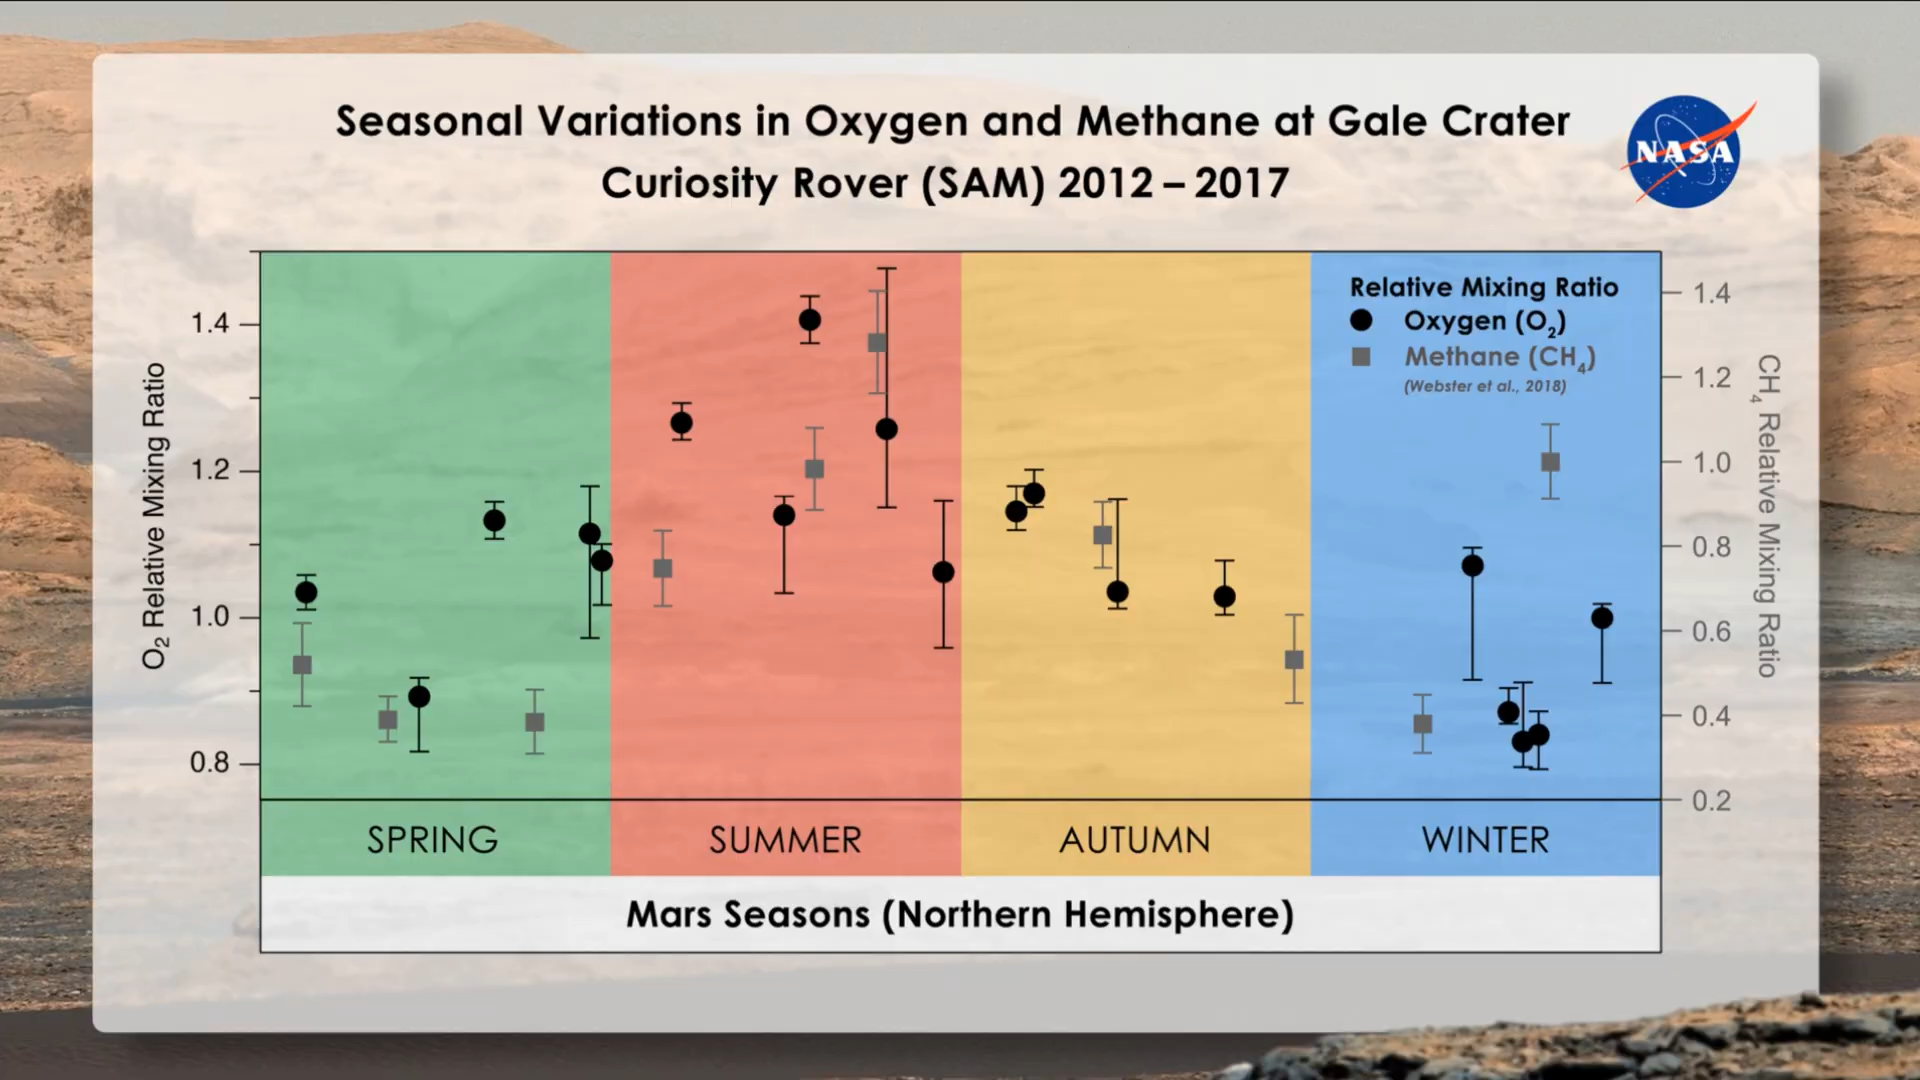 Seasonal Variations in Oxygen and Methane at Gale Crater
Curiosity Rover (SAM) 2012 – 2017
NASA
Relative Mixing Ratio
Oxygen (O₂)
Methane (CH₄)
(Webster et al., 2018)
O₂ Relative Mixing Ratio
1.4
1.2
1.0
0.8
CH₄ Relative Mixing Ratio
1.4
1.2
1.0
0.8
0.6
0.4
0.2
SPRING SUMMER AUTUMN WINTER
Mars Seasons (Northern Hemisphere)